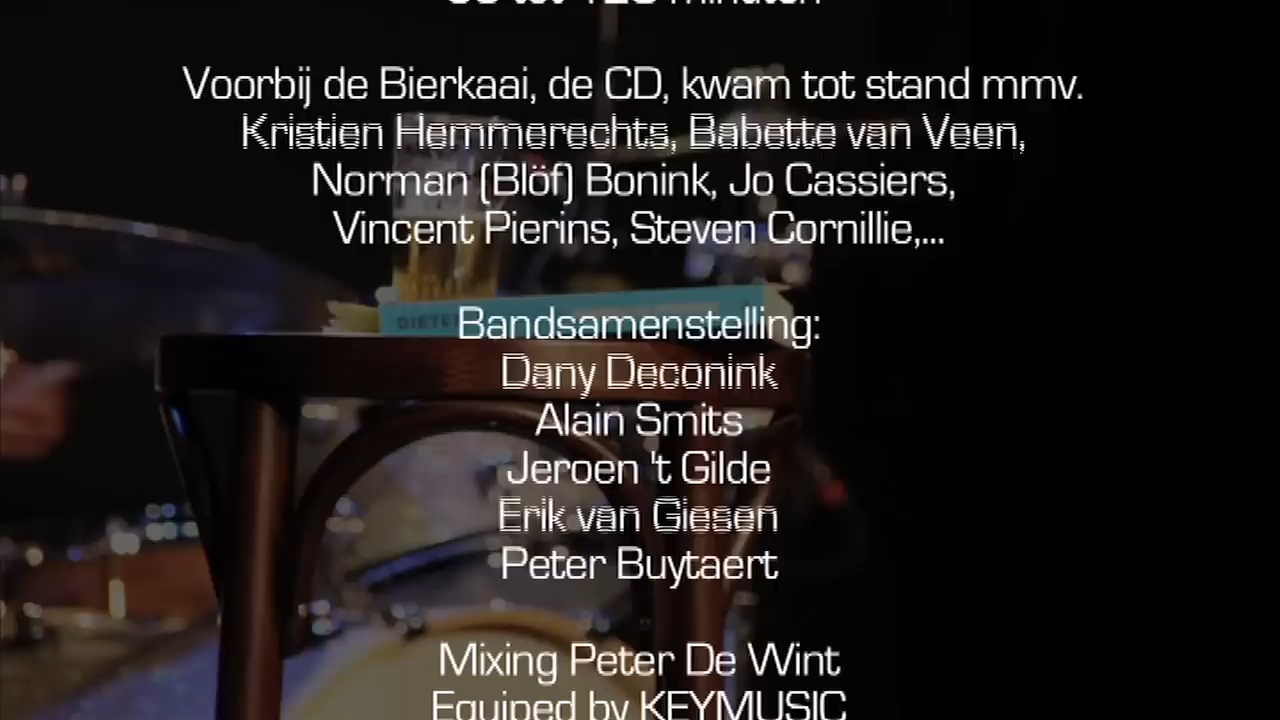 Voorbij de Bierkaai, de CD, kwam tot stand mmv.
Kristien Hemmerechts, Babette van Veen,
Norman (Blöf) Bonink, Jo Cassiers,
Vincent Pierins, Steven Cornillie,...
Bandsamenstelling:
Dany Deconink
Alain Smits
Jeroen 't Gilde
Erik van Giesen
Peter Buytaert
Mixing Peter De Wint
Equiped by KEYMUSIC